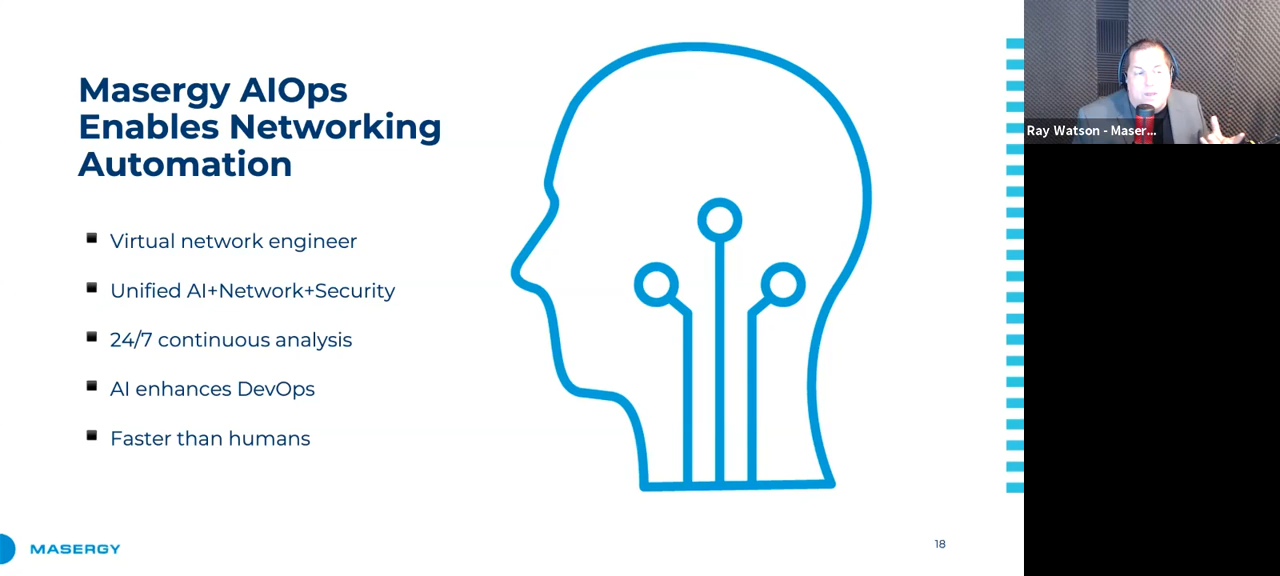 Masergy AIOps
Enables Networking
Automation
Virtual network engineer
Unified AI+Network+Security
24/7 continuous analysis
AI enhances DevOps
Faster than humans
MASERGY
18
Ray Watson - Maser...